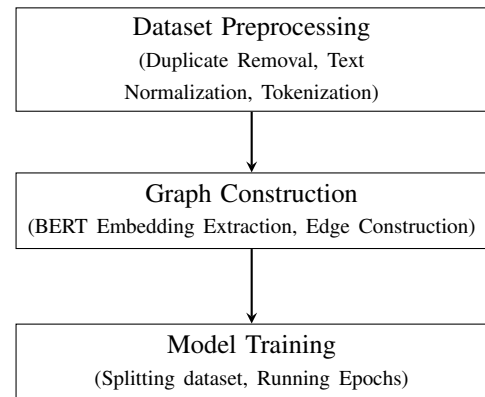 Dataset Preprocessing
(Duplicate Removal, Text
Normalization, Tokenization)
Graph Construction
(BERT Embedding Extraction, Edge Construction)
Model Training
(Splitting dataset, Running Epochs)